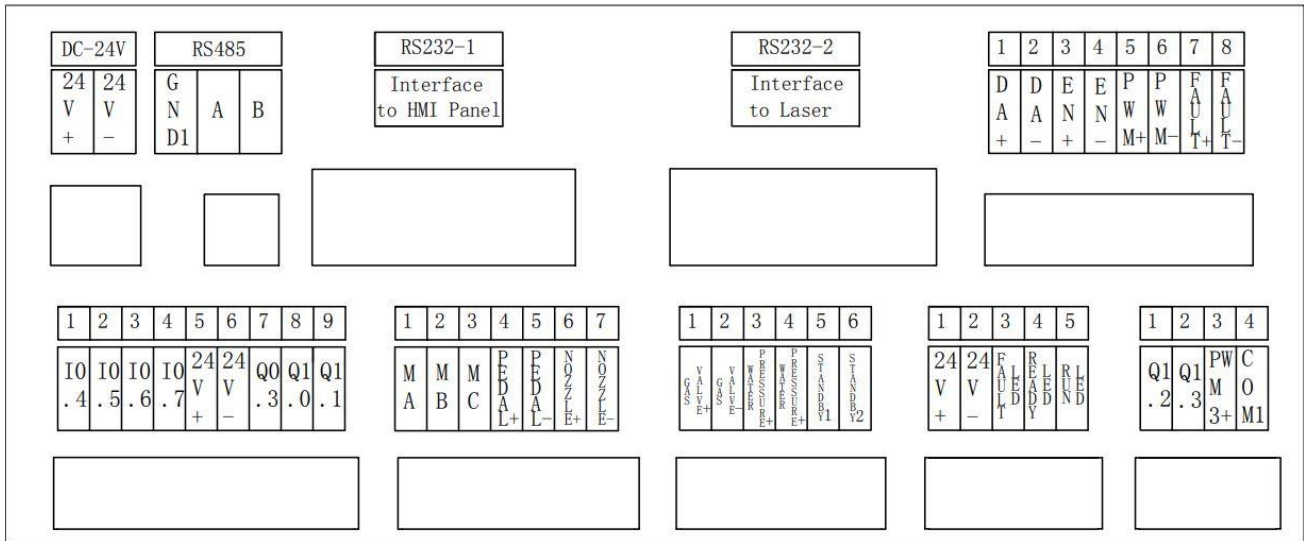 DC-24V RS485 RS232-1 RS232-2 1 2 3 4 5 6 7 8
24V+ 24V- GND1 A B Interface to HMI Panel Interface to Laser DA+ DA- EN+ EN- PWM+ PWM- FAULT+ FAULT-
1 2 3 4 5 6 7 8 9 1 2 3 4 5 6 7 1 2 3 4 5 6 1 2 3 4 5 1 2 3 4
I0.4 I0.5 I0.6 I0.7 24V+ 24V- Q0.3 Q1.0 Q1.1 MA MB MC PEDAL+ PEDAL- NOZZLE+ NOZZLE- GAS VALVE+ GAS VALVE- WATER PRESSURE+ WATER PRESSURE+ STANDBY1 STANDBY2 24V+ 24V- FAULT LED READY LED RUN LED Q1.2 Q1.3 PWM3+ COM1